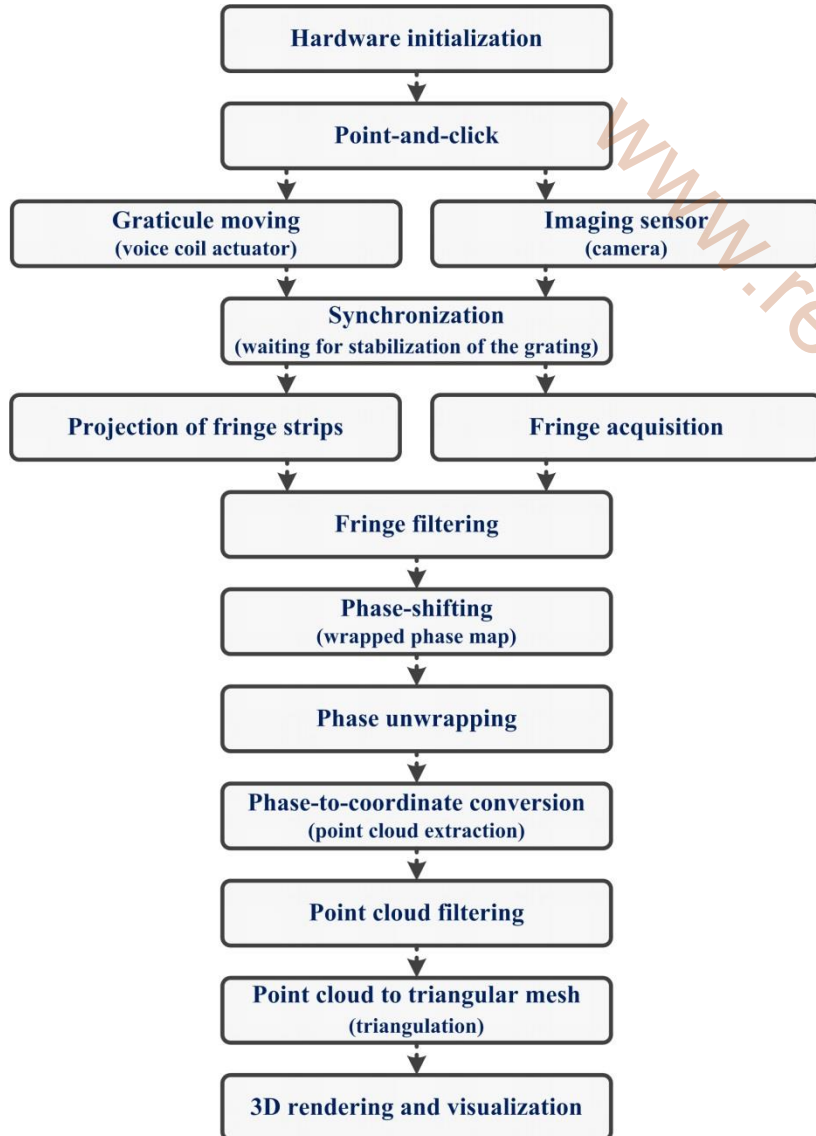 Hardware initialization
Point-and-click
Graticule moving
(voice coil actuator)
Imaging sensor
(camera)
Synchronization
(waiting for stabilization of the grating)
Projection of fringe strips
Fringe acquisition
Fringe filtering
Phase-shifting
(wrapped phase map)
Phase unwrapping
Phase-to-coordinate conversion
(point cloud extraction)
Point cloud filtering
Point cloud to triangular mesh
(triangulation)
3D rendering and visualization
www.re